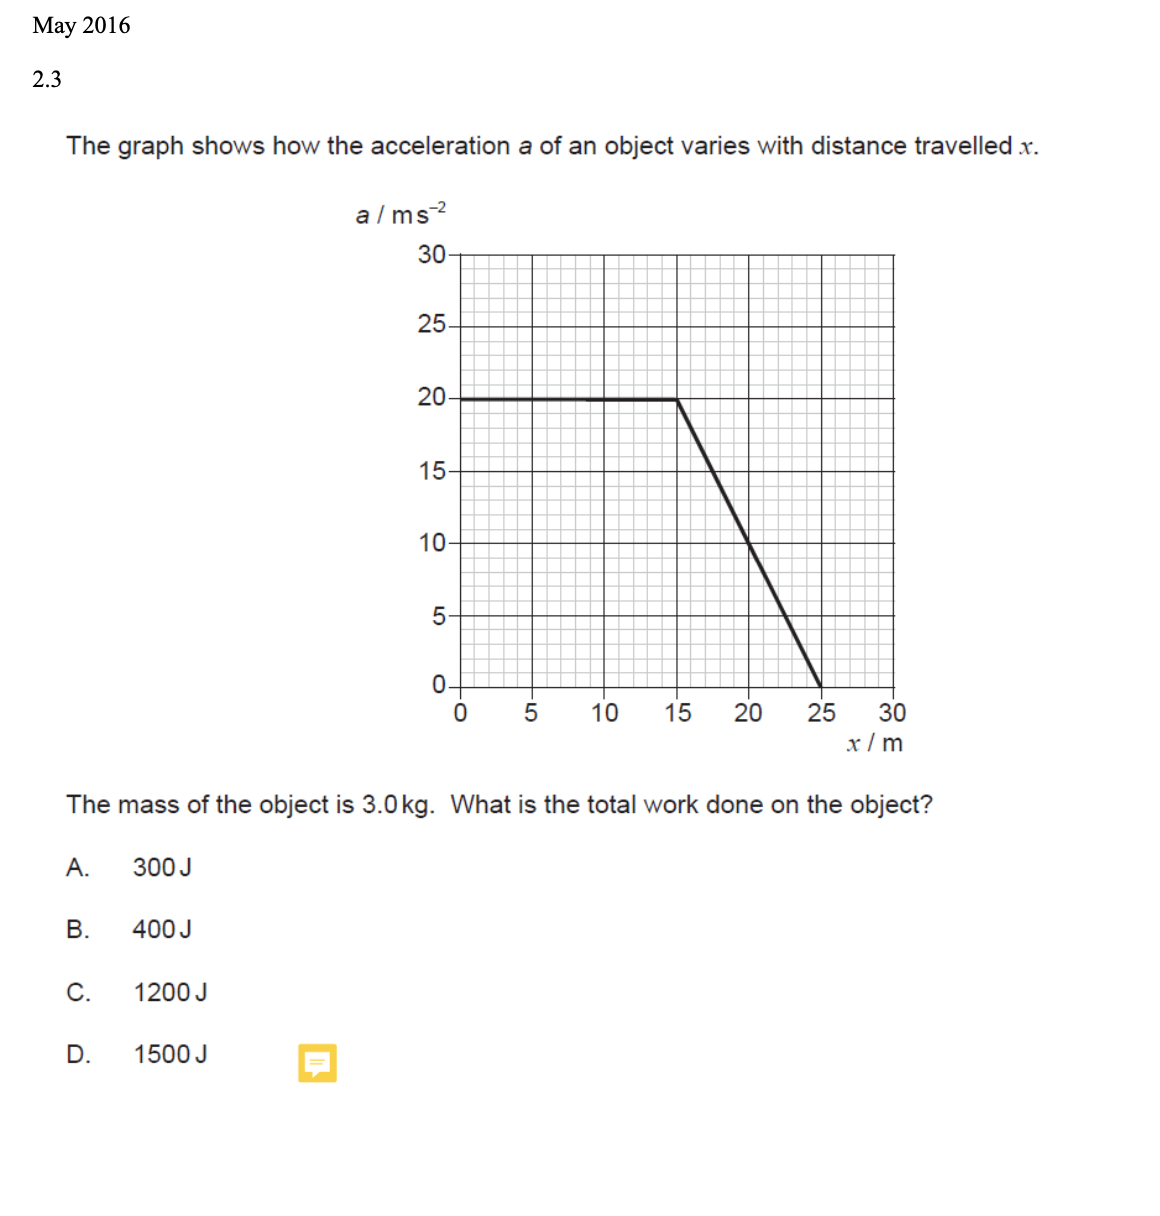 May 2016
2.3
The graph shows how the acceleration a of an object varies with distance travelled x.
a / m s⁻²
30
25
20
15
10
5
0
0 5 10 15 20 25 30
x / m
The mass of the object is 3.0 kg. What is the total work done on the object?
A. 300 J
B. 400 J
C. 1200 J
D. 1500 J